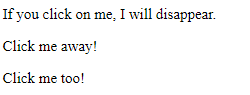 If you click on me, I will disappear.
Click me away!
Click me too!